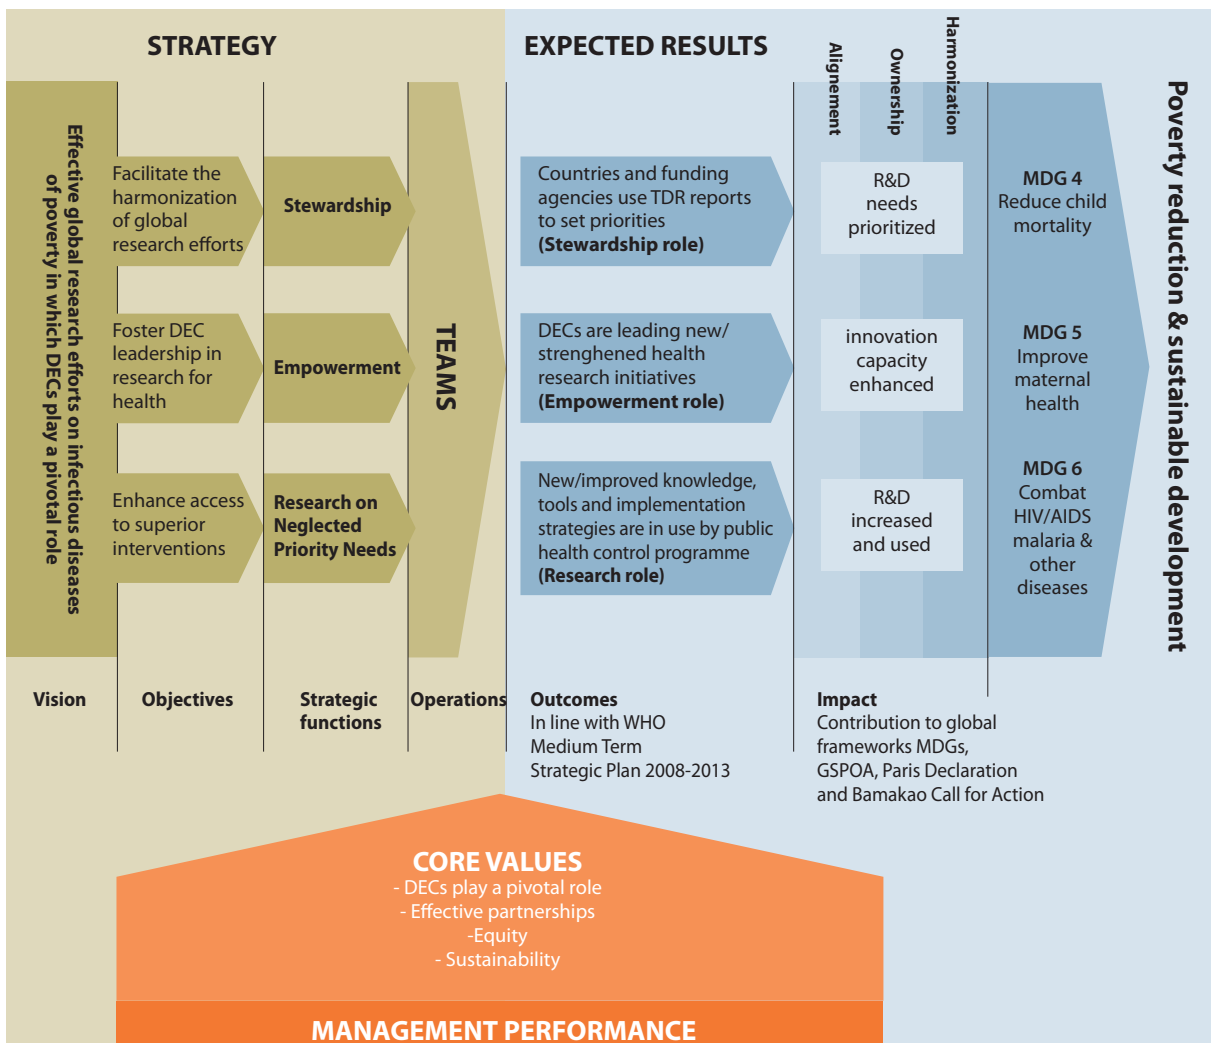 STRATEGY
EXPECTED RESULTS
Alignement
Ownership
Harmonization
Effective global research efforts on infectious diseases
of poverty in which DECs play a pivotal role
Facilitate the
harmonization
of global
research efforts
Stewardship
Foster DEC
leadership in
research for
health
Empowerment
Enhance access
to superior
interventions
Research on
Neglected
Priority Needs
TEAMS
Countries and funding
agencies use TDR reports
to set priorities
(Stewardship role)
DECs are leading new/
strenghened health
research initiatives
(Empowerment role)
New/improved knowledge,
tools and implementation
strategies are in use by public
health control programme
(Research role)
R&D
needs
prioritized
innovation
capacity
enhanced
R&D
increased
and used
MDG 4
Reduce child
mortality
MDG 5
Improve
maternal
health
MDG 6
Combat
HIV/AIDS
malaria &
other
diseases
Poverty reduction & sustainable development
Vision
Objectives
Strategic
functions
Operations
Outcomes
In line with WHO
Medium Term
Strategic Plan 2008-2013
Impact
Contribution to global
frameworks MDGs,
GSPOA, Paris Declaration
and Bamakao Call for Action
CORE VALUES
- DECs play a pivotal role
- Effective partnerships
-Equity
- Sustainability
MANAGEMENT PERFORMANCE